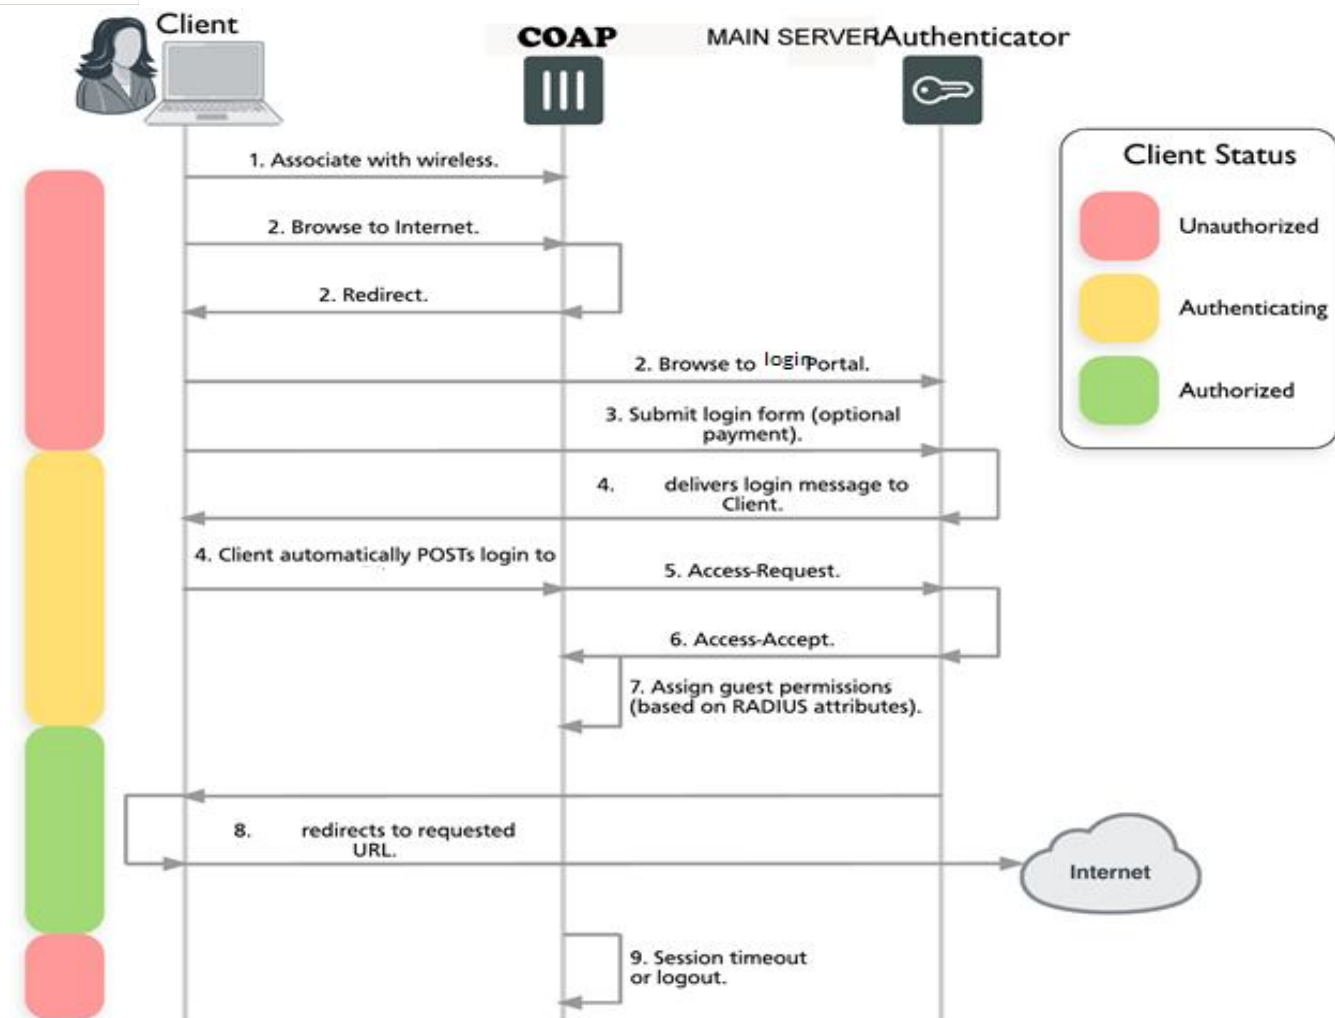 Client
COAP
MAIN SERVER\Authenticator
1. Associate with wireless.
2. Browse to Internet.
2. Redirect.
2. Browse to login Portal.
3. Submit login form (optional
payment).
4. delivers login message to
Client.
4. Client automatically POSTs login to
5. Access-Request.
6. Access-Accept.
7. Assign guest permissions
(based on RADIUS attributes).
8. redirects to requested
URL.
Internet
9. Session timeout
or logout.
Client Status
Unauthorized
Authenticating
Authorized